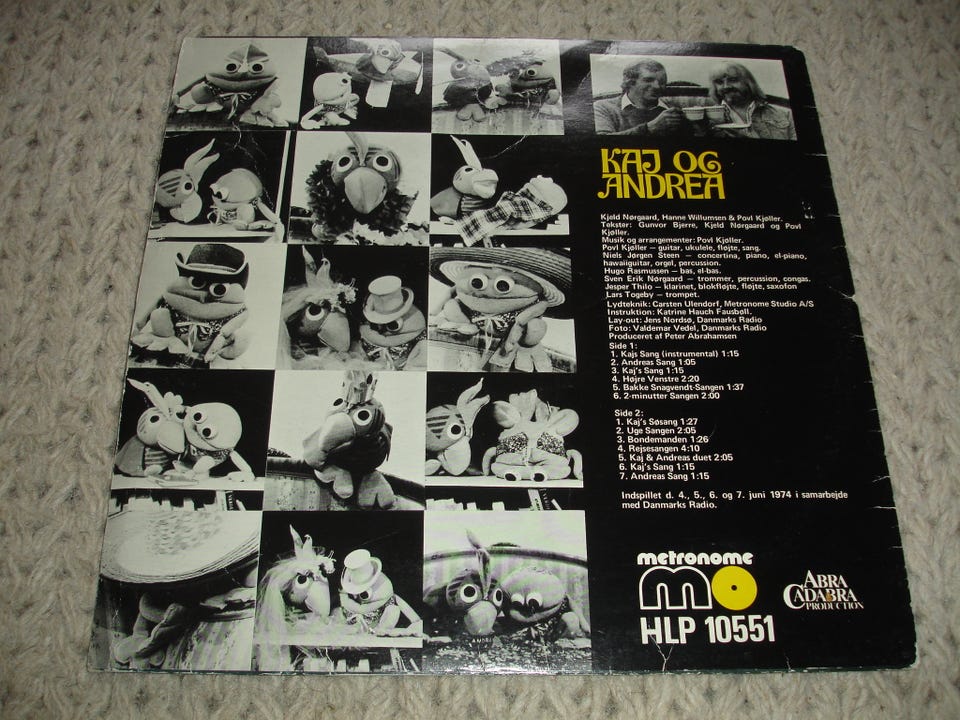 KAJ OG
ANDREA
Kjeld Nørgaard, Hanne Willumsen & Povl Kjøller.
Tekster: Gunvor Bjerre, Kjeld Nørgaard og Povl
Kjøller.
Musik og arrangementer: Povl Kjøller.
Povl Kjøller — guitar, ukulele, fløjte, sang.
Niels Jørgen Steen — concertina, piano, el-piano,
hawaiiguitar, orgel, percussion.
Hugo Rasmussen — bas, el-bas.
Sven Erik Nørgaard — trommer, percussion, congas.
Jesper Thilo — klarinet, blokfløjte, fløjte, saxofon
Lars Togeby — trompet.
Lydteknik: Carsten Ulendorf, Metronome Studio A/S
Instruktion: Katrine Hauch Fausbøll.
Lay-out: Jens Nordsø, Danmarks Radio
Foto: Valdemar Vedel, Danmarks Radio
Produceret af Peter Abrahamsen
Side 1:
1. Kajs Sang (instrumental) 1:15
2. Andreas Sang 1:05
3. Kaj's Sang 1:15
4. Højre Venstre 2:20
5. Bakke Snagvendt-Sangen 1:37
6. 2-minutter Sangen 2:00
Side 2:
1. Kaj's Søsang 1:27
2. Uge Sangen 2:05
3. Bondemanden 1:26
4. Rejsesangen 4:10
5. Kaj & Andreas duet 2:05
6. Kaj's Sang 1:15
7. Andreas Sang 1:15
Indspillet d. 4., 5., 6. og 7. juni 1974 i samarbejde
med Danmarks Radio.
metronome
mo
HLP 10551
ABRA
CADABRA
PRODUCTION